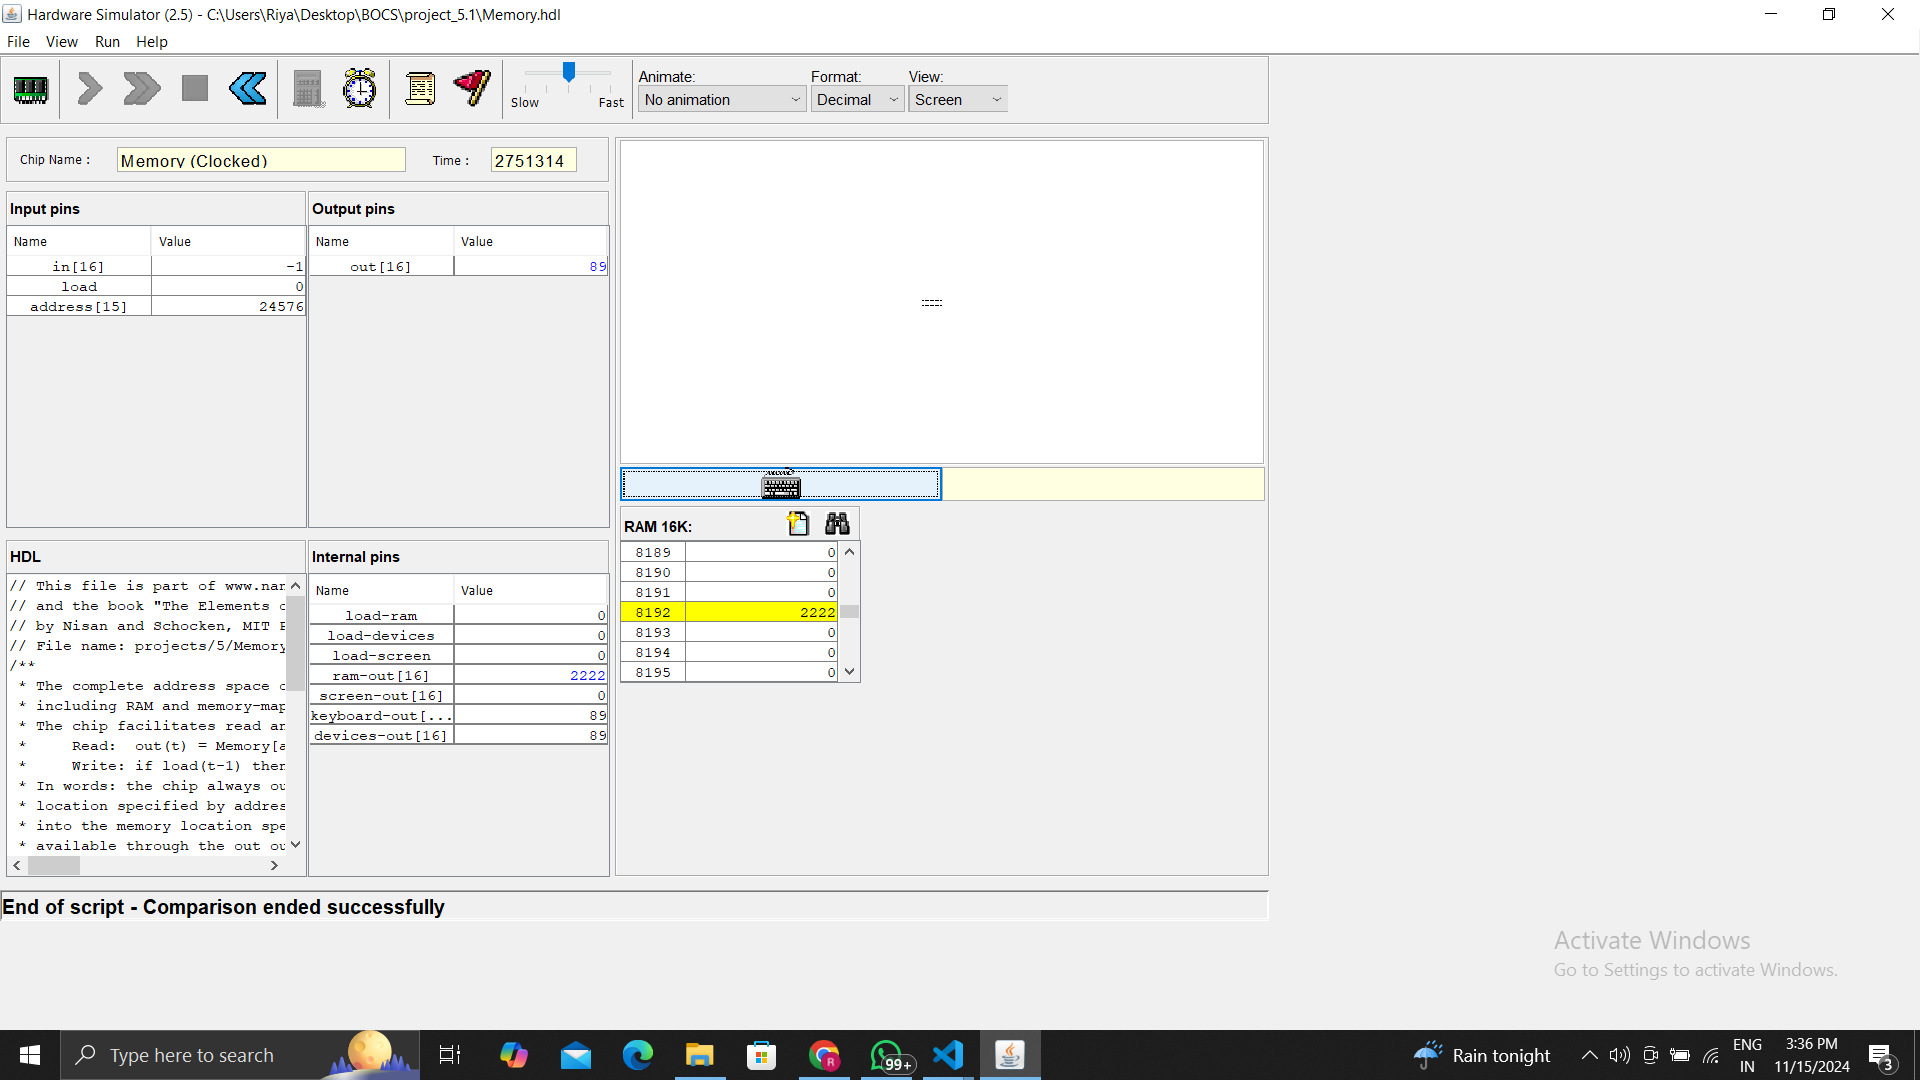 Hardware Simulator (2.5) - C:\Users\Riya\Desktop\BOCS\project_5.1\Memory.hdl
File View Run Help
Slow Fast
Animate: Format: View:
No animation Decimal Screen
Chip Name : Memory (Clocked) Time : 2751314
Input pins
Name Value
in[16] -1
load 0
address[15] 24576
Output pins
Name Value
out[16] 89
HDL
// This file is part of www.nan
// and the book "The Elements o
// by Nisan and Schocken, MIT P
// File name: projects/5/Memory
/**
* The complete address space o
* including RAM and memory-map
* The chip facilitates read an
* Read: out(t) = Memory[a
* Write: if load(t-1) then
* In words: the chip always ou
* location specified by addres
* into the memory location spe
* available through the out ou
Internal pins
Name Value
load-ram 0
load-devices 0
load-screen 0
ram-out[16] 2222
screen-out[16] 0
keyboard-out[... 89
devices-out[16] 89
RAM 16K:
8189 0
8190 0
8191 0
8192 2222
8193 0
8194 0
8195 0
End of script - Comparison ended successfully
Activate Windows
Go to Settings to activate Windows.
Type here to search
R
99+
Rain tonight
ENG
IN
3:36 PM
11/15/2024
3